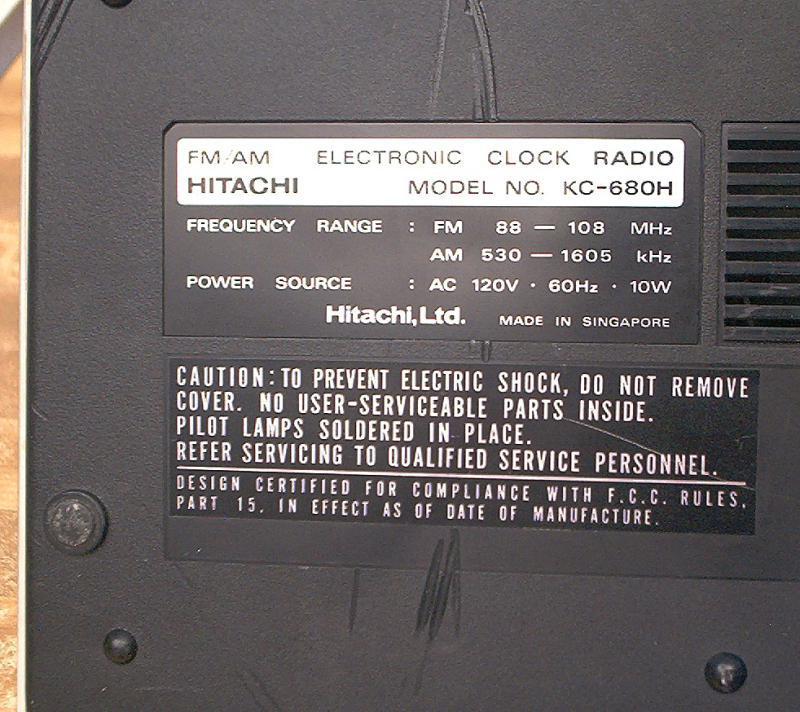 FM/AM ELECTRONIC CLOCK RADIO
HITACHI MODEL NO. KC-680H
FREQUENCY RANGE : FM 88 — 108 MHz
AM 530 — 1605 kHz
POWER SOURCE : AC 120V · 60Hz · 10W
Hitachi, Ltd. MADE IN SINGAPORE
CAUTION: TO PREVENT ELECTRIC SHOCK, DO NOT REMOVE
COVER. NO USER-SERVICEABLE PARTS INSIDE.
PILOT LAMPS SOLDERED IN PLACE.
REFER SERVICING TO QUALIFIED SERVICE PERSONNEL.
DESIGN CERTIFIED FOR COMPLIANCE WITH F.C.C. RULES,
PART 15, IN EFFECT AS OF DATE OF MANUFACTURE.